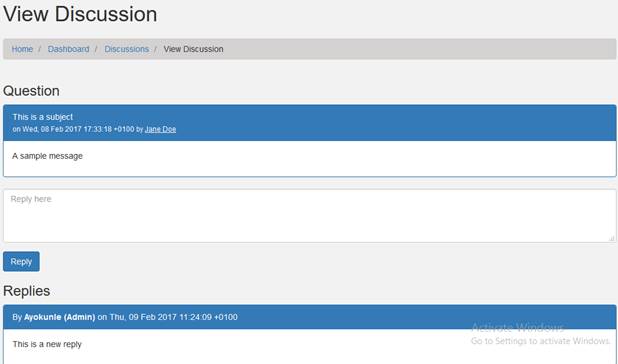 View Discussion
Home / Dashboard / Discussions / View Discussion
Question
This is a subject
on Wed, 08 Feb 2017 17:33:18 +0100 by Jane Doe
A sample message
Reply here
Reply
Replies
By Ayokunle (Admin) on Thu, 09 Feb 2017 11:24:09 +0100
Activate Windows
Go to Settings to activate Windows.
This is a new reply